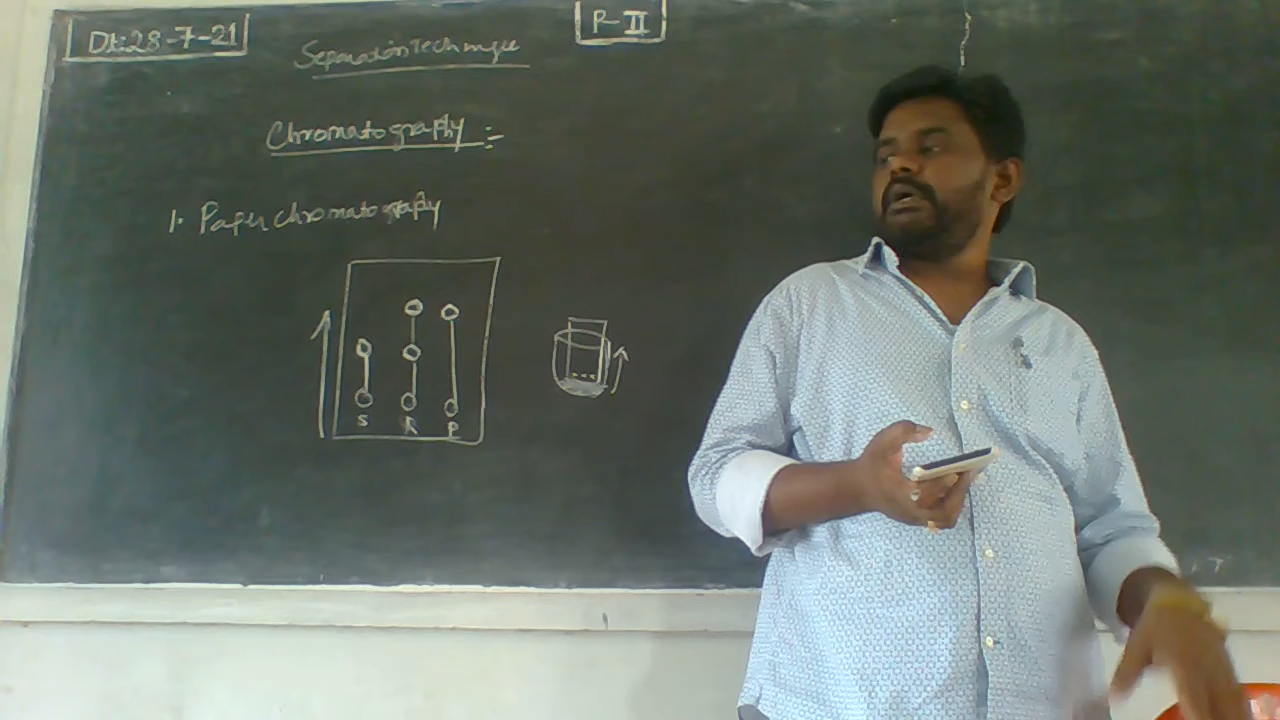 Dt:28-7-21
P-II
Separation Technique
Chromatography :-
1. Paper chromatography
S R P